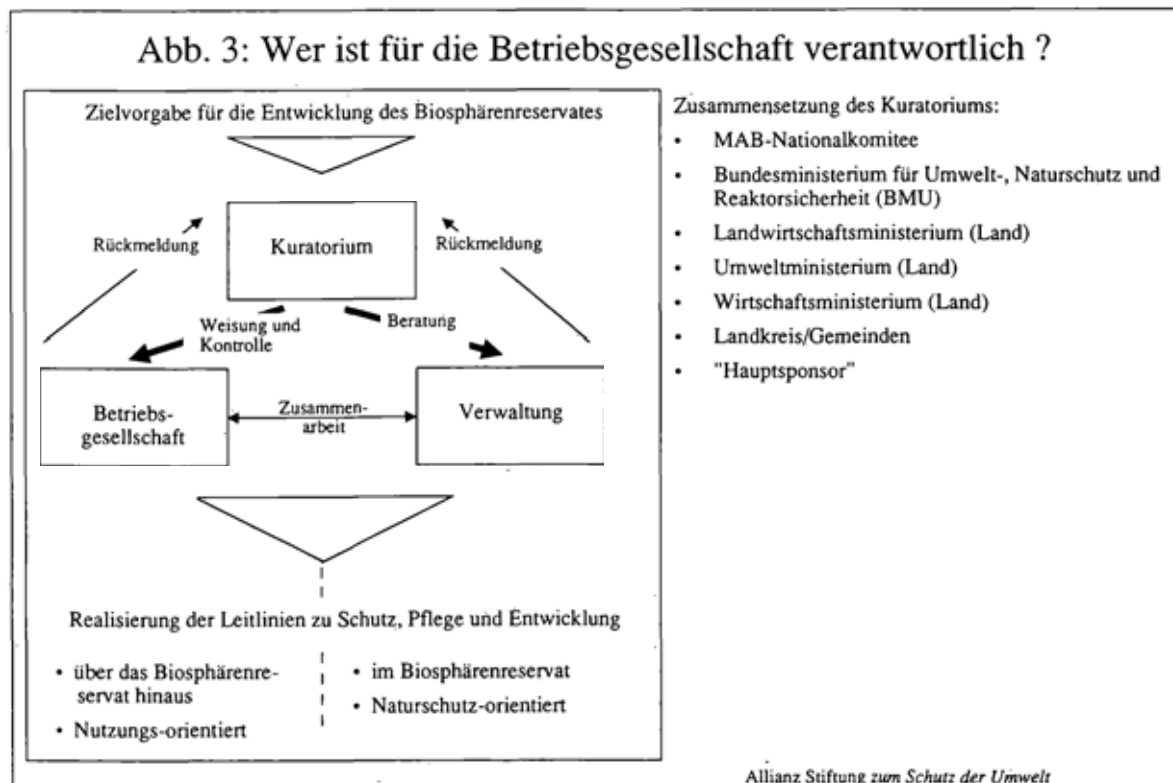 Abb. 3: Wer ist für die Betriebsgesellschaft verantwortlich ?
Zielvorgabe für die Entwicklung des Biosphärenreservates
Kuratorium
Rückmeldung
Rückmeldung
Weisung und
Kontrolle
Beratung
Betriebs-
gesellschaft
Zusammen-
arbeit
Verwaltung
Realisierung der Leitlinien zu Schutz, Pflege und Entwicklung
• über das Biosphärenre-
servat hinaus
• Nutzungs-orientiert
• im Biosphärenreservat
• Naturschutz-orientiert
Zusammensetzung des Kuratoriums:
• MAB-Nationalkomitee
• Bundesministerium für Umwelt-, Naturschutz und
Reaktorsicherheit (BMU)
• Landwirtschaftsministerium (Land)
• Umweltministerium (Land)
• Wirtschaftsministerium (Land)
• Landkreis/Gemeinden
• "Hauptsponsor"
Allianz Stiftung zum Schutz der Umwelt